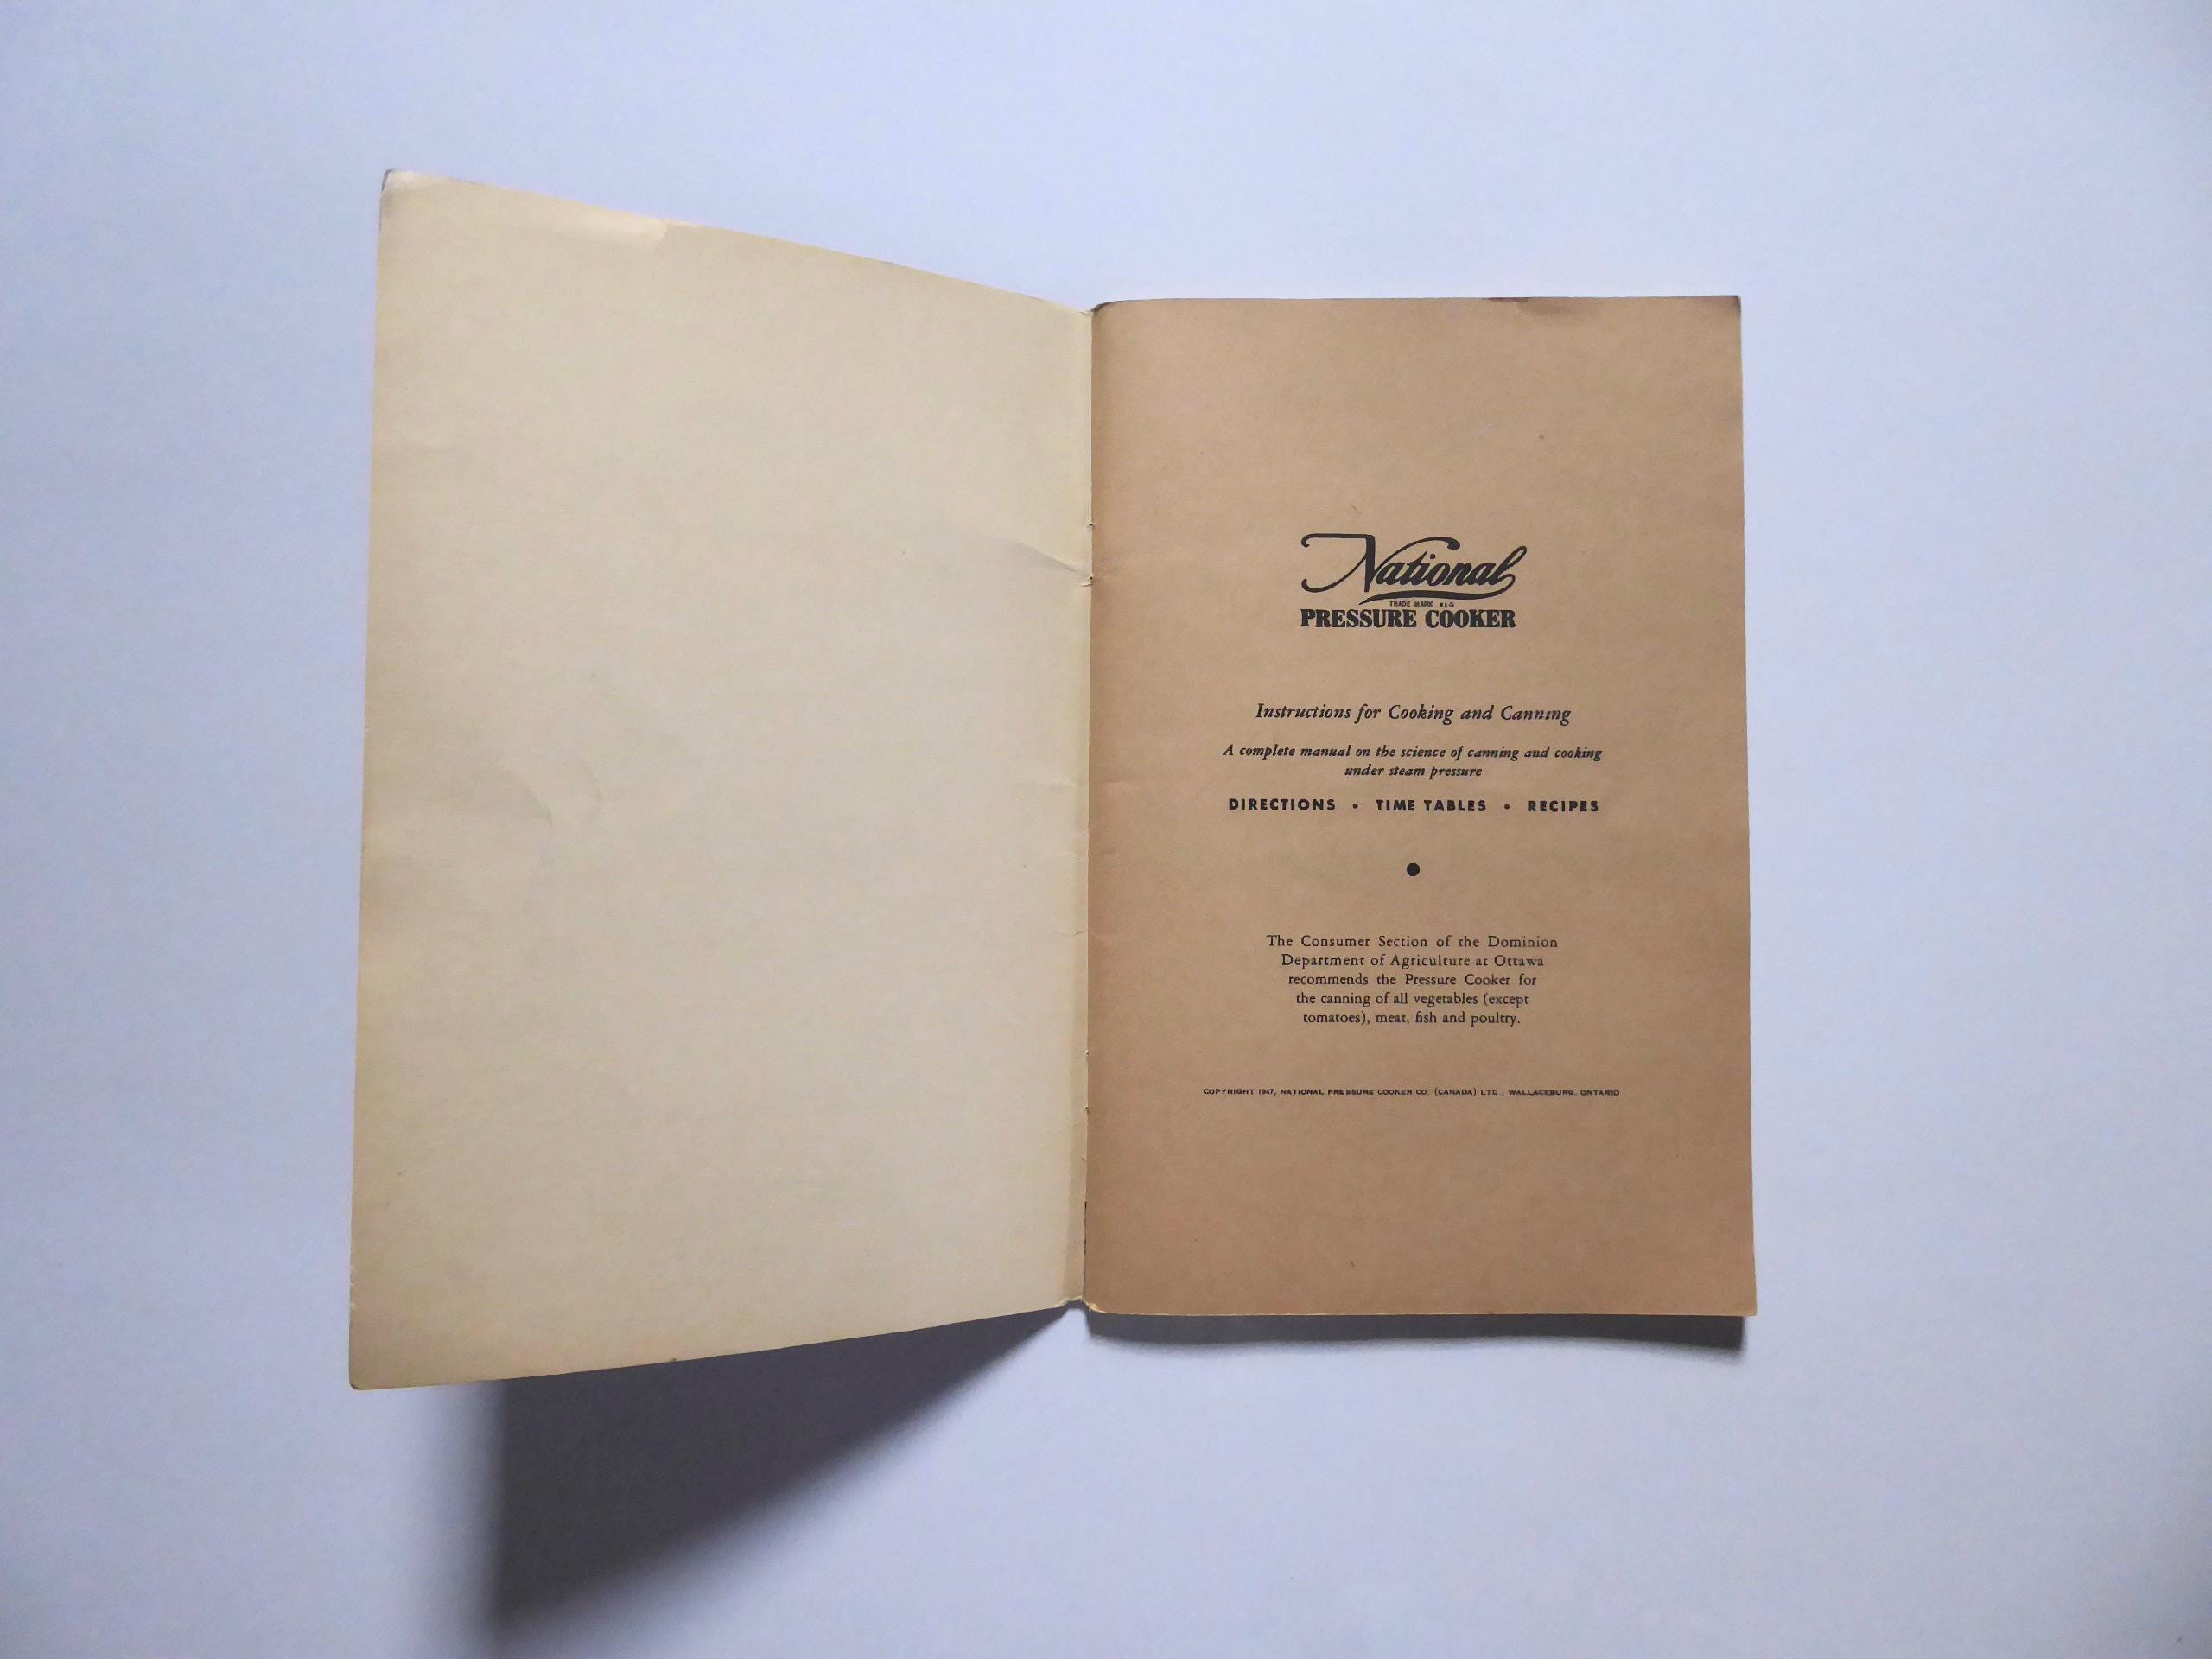 National
TRADE MARK REG
PRESSURE COOKER
Instructions for Cooking and Canning
A complete manual on the science of canning and cooking
under steam pressure
DIRECTIONS • TIME TABLES • RECIPES
The Consumer Section of the Dominion
Department of Agriculture at Ottawa
recommends the Pressure Cooker for
the canning of all vegetables (except
tomatoes), meat, fish and poultry.
COPYRIGHT 1947, NATIONAL PRESSURE COOKER CO. (CANADA) LTD., WALLACEBURG, ONTARIO